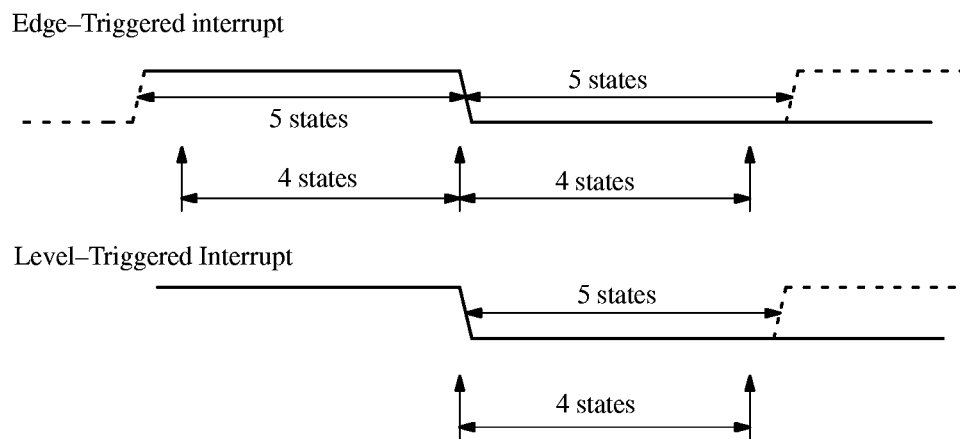 Edge–Triggered interrupt
5 states
5 states
4 states
4 states
Level–Triggered Interrupt
5 states
4 states